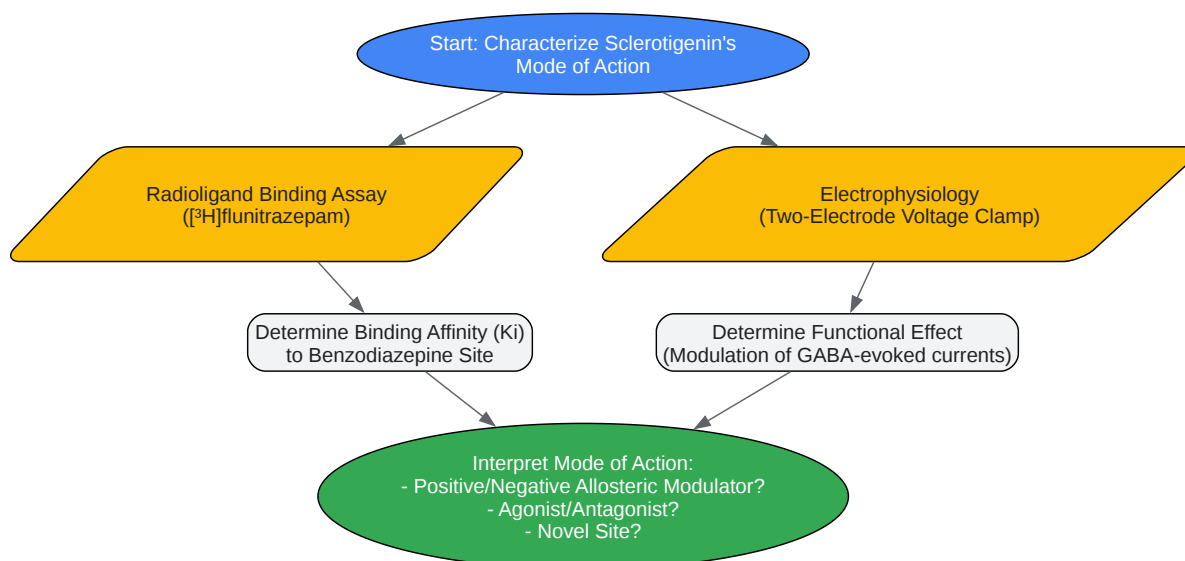 Start: Characterize Sclerotigenin's
Mode of Action
Radioligand Binding Assay
([³H]flunitrazepam)
Electrophysiology
(Two-Electrode Voltage Clamp)
Determine Binding Affinity (Ki)
to Benzodiazepine Site
Determine Functional Effect
(Modulation of GABA-evoked currents)
Interpret Mode of Action:
- Positive/Negative Allosteric Modulator?
- Agonist/Antagonist?
- Novel Site?